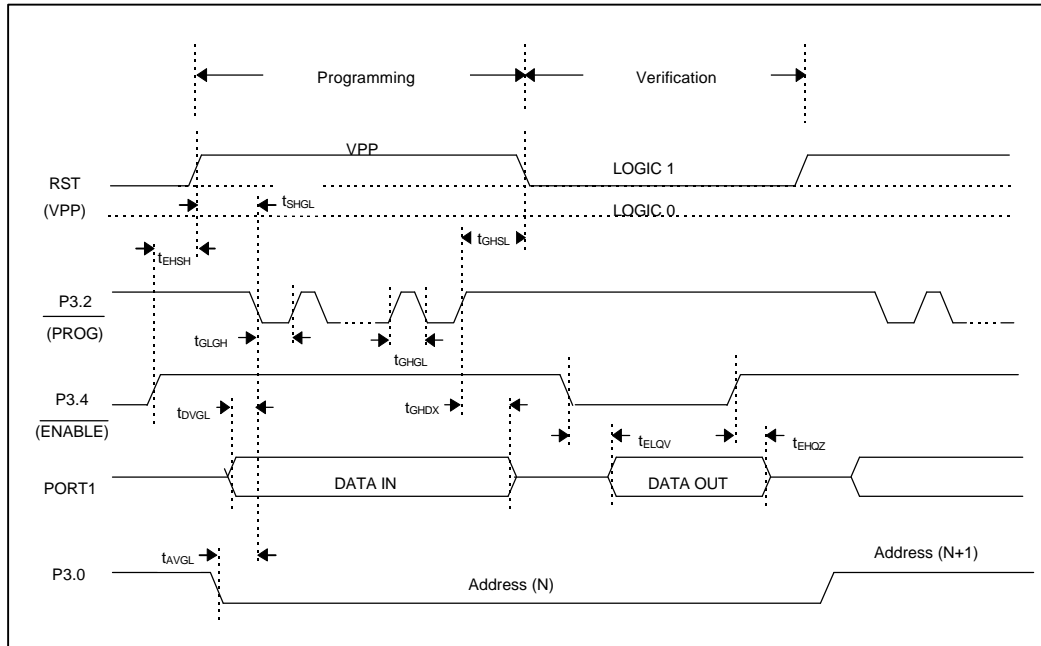 Programming
Verification
VPP
RST
(VPP)
LOGIC 1
LOGIC 0
tSHGL
tGHSL
tEHSH
P3.2
(PROG)
tGLGH
tGHGL
P3.4
(ENABLE)
tDVGL
tGHDX
tELQV
tEHQZ
PORT1
DATA IN
DATA OUT
tAVGL
P3.0
Address (N)
Address (N+1)